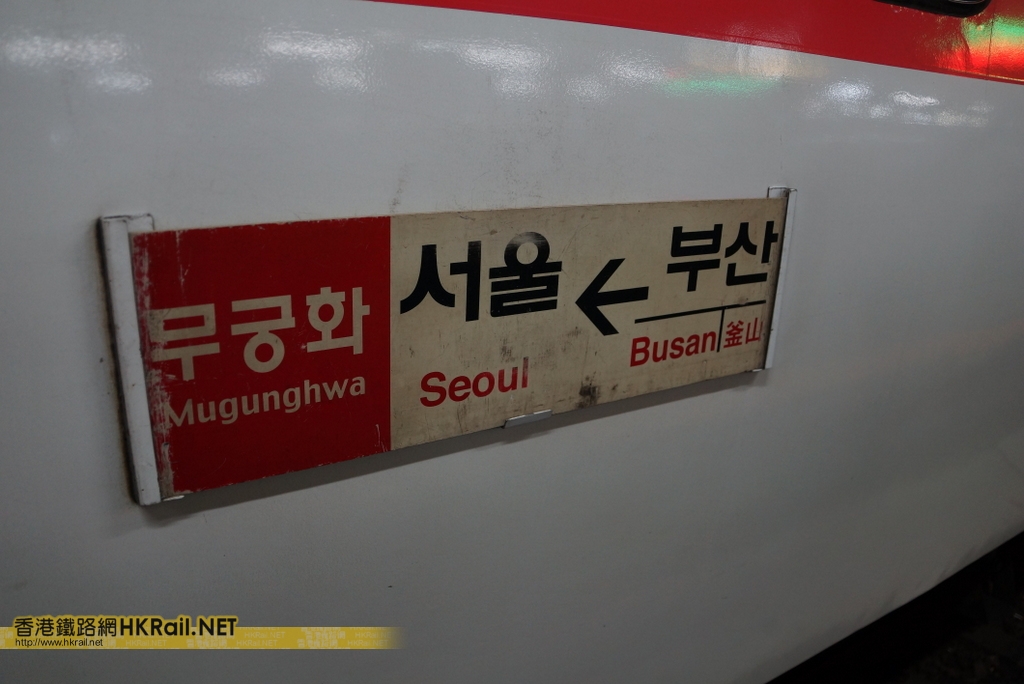 무궁화
Mugunghwa
서울 ← 부산
Seoul
Busan 釜山
香港鐵路網HKRail.NET
http://www.hkrail.net